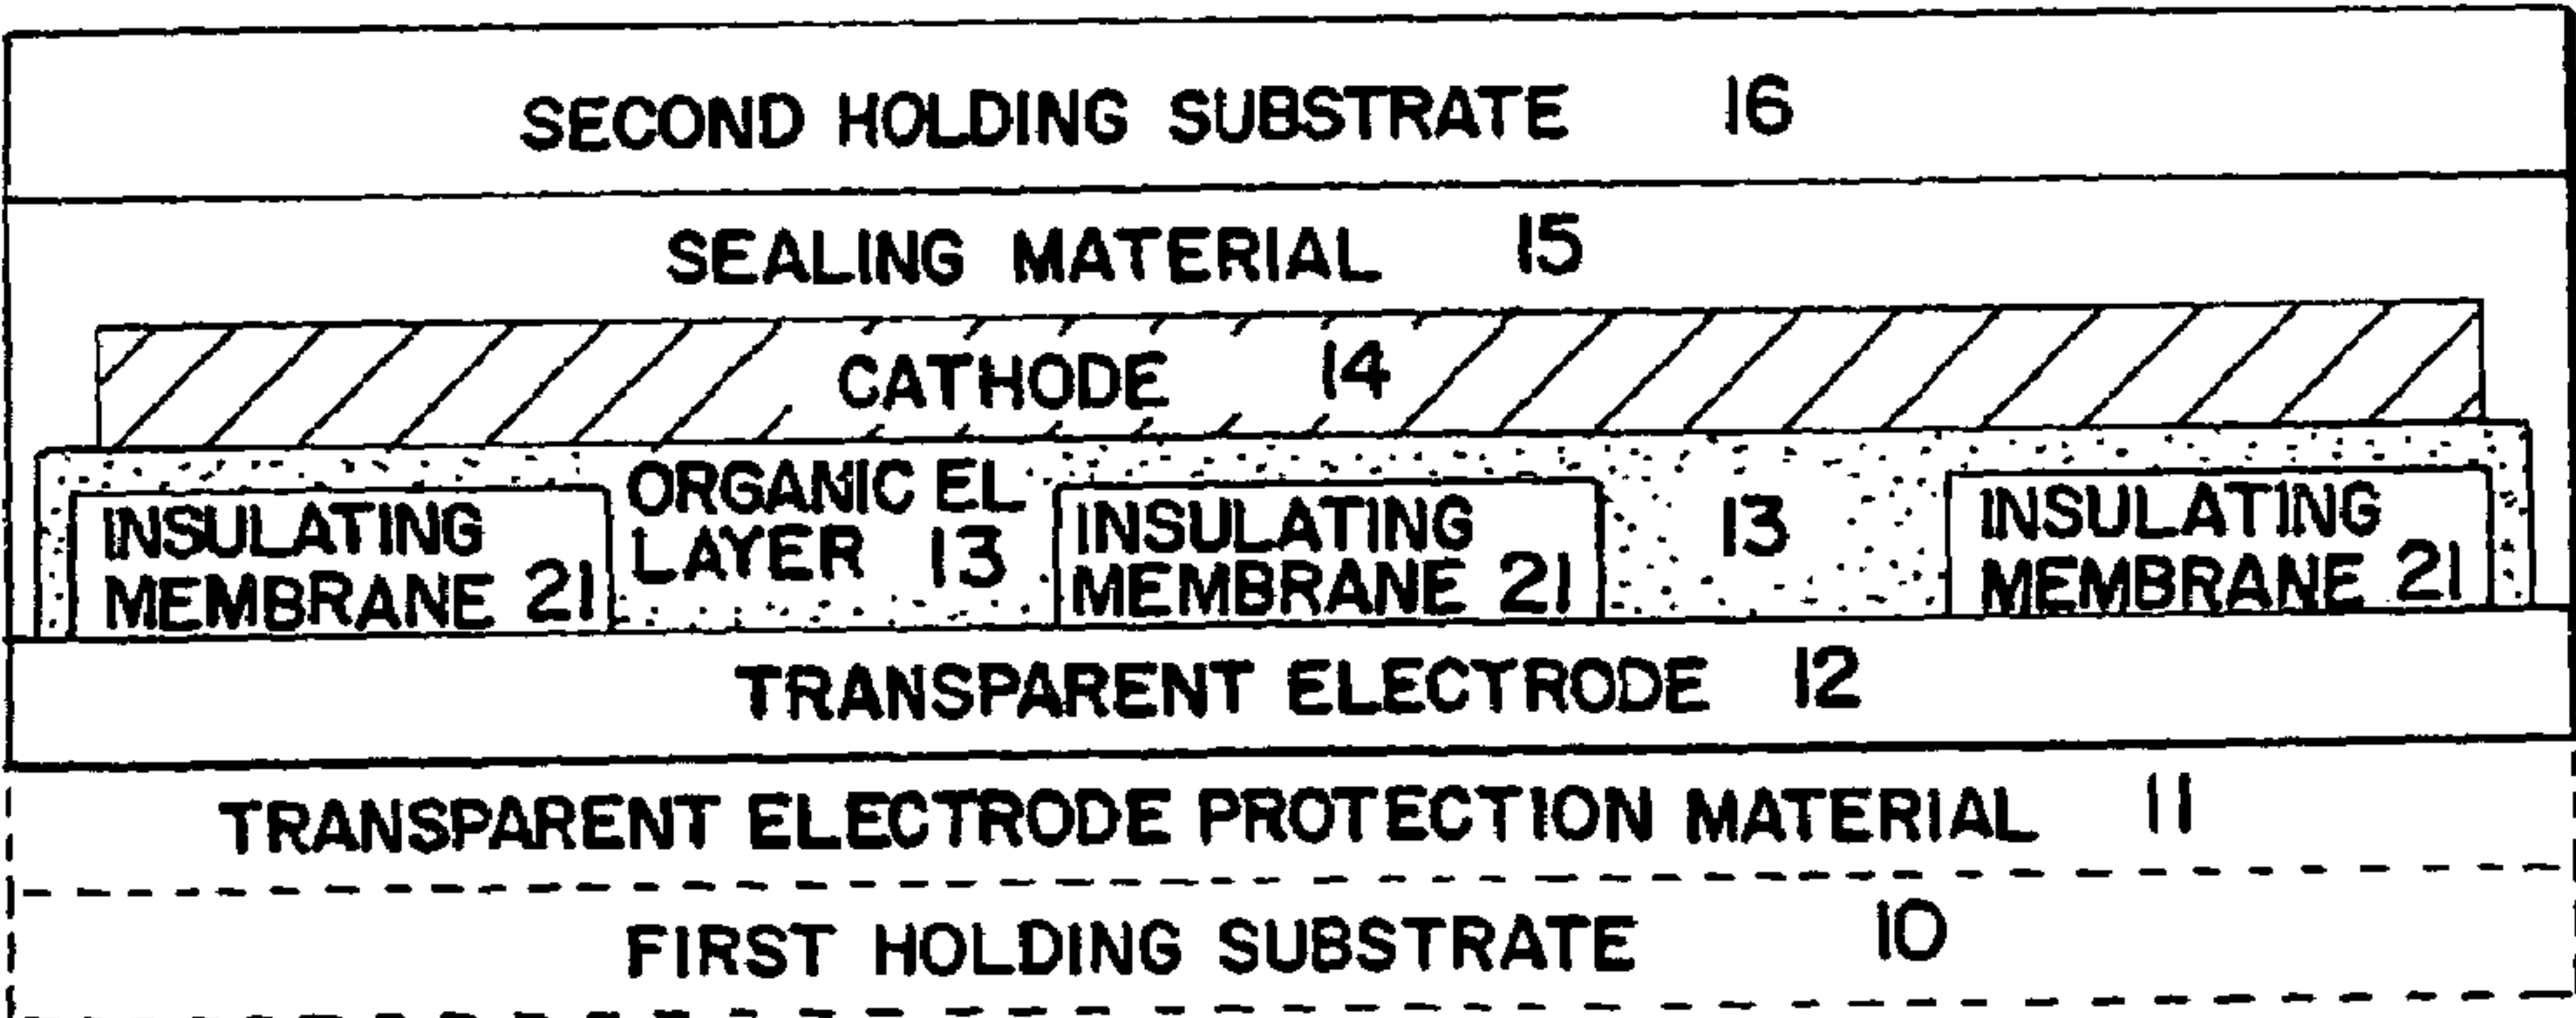 SECOND HOLDING SUBSTRATE 16
SEALING MATERIAL 15
CATHODE 14
ORGANIC EL
LAYER 13
INSULATING
MEMBRANE 21
INSULATING
MEMBRANE 21
13
INSULATING
MEMBRANE 21
TRANSPARENT ELECTRODE 12
TRANSPARENT ELECTRODE PROTECTION MATERIAL 11
FIRST HOLDING SUBSTRATE 10